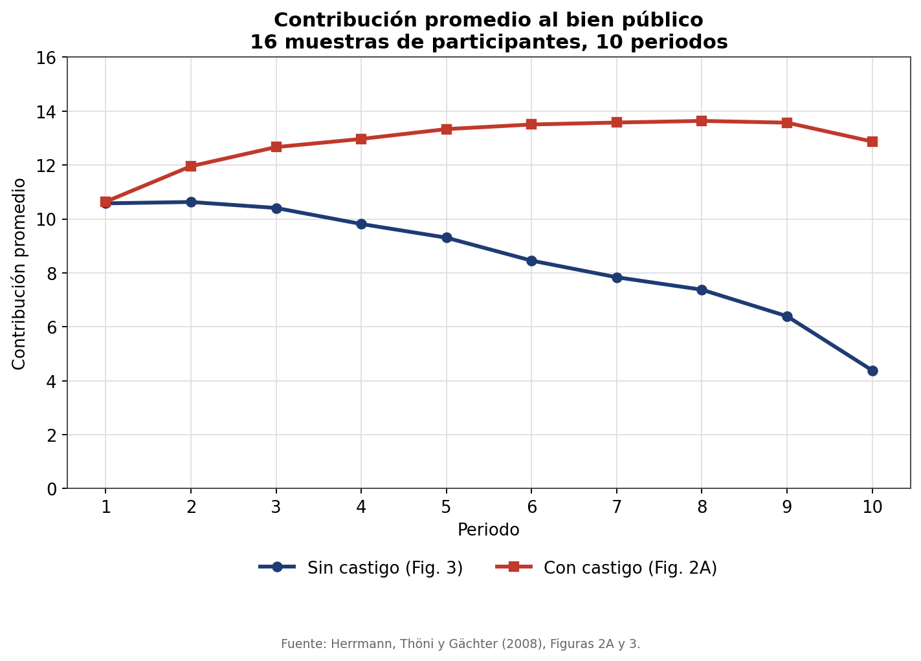 Contribución promedio al bien público
16 muestras de participantes, 10 periodos
Contribución promedio
16
14
12
10
8
6
4
2
0
1 2 3 4 5 6 7 8 9 10
Periodo
Sin castigo (Fig. 3) Con castigo (Fig. 2A)
Fuente: Herrmann, Thöni y Gächter (2008), Figuras 2A y 3.